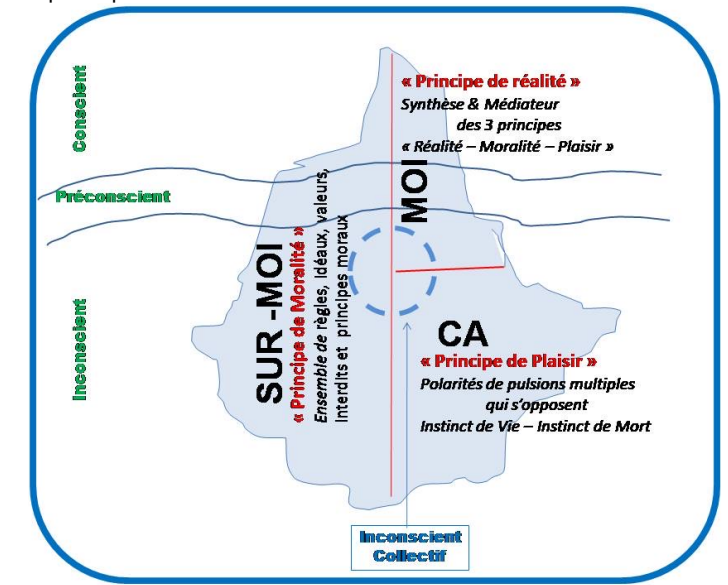 Conscient
« Principe de réalité »
Synthèse & Médiateur
des 3 principes
« Réalité – Moralité – Plaisir »
MOI
Préconscient
SUR -MOI
« Principe de Moralité »
Ensemble de règles, idéaux, valeurs,
Interdits et principes moraux
Inconscient
CA
« Principe de Plaisir »
Polarités de pulsions multiples
qui s’opposent
Instinct de Vie – Instinct de Mort
Inconscient
Collectif